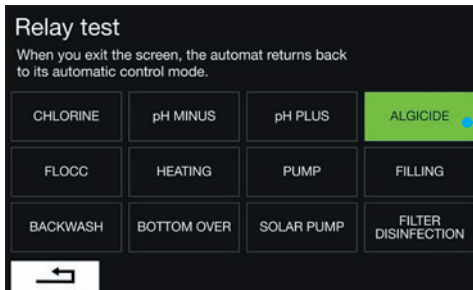 Relay test
When you exit the screen, the automat returns back
to its automatic control mode.
CHLORINE
pH MINUS
pH PLUS
ALGICIDE
FLOCC
HEATING
PUMP
FILLING
BACKWASH
BOTTOM OVER
SOLAR PUMP
FILTER
DISINFECTION